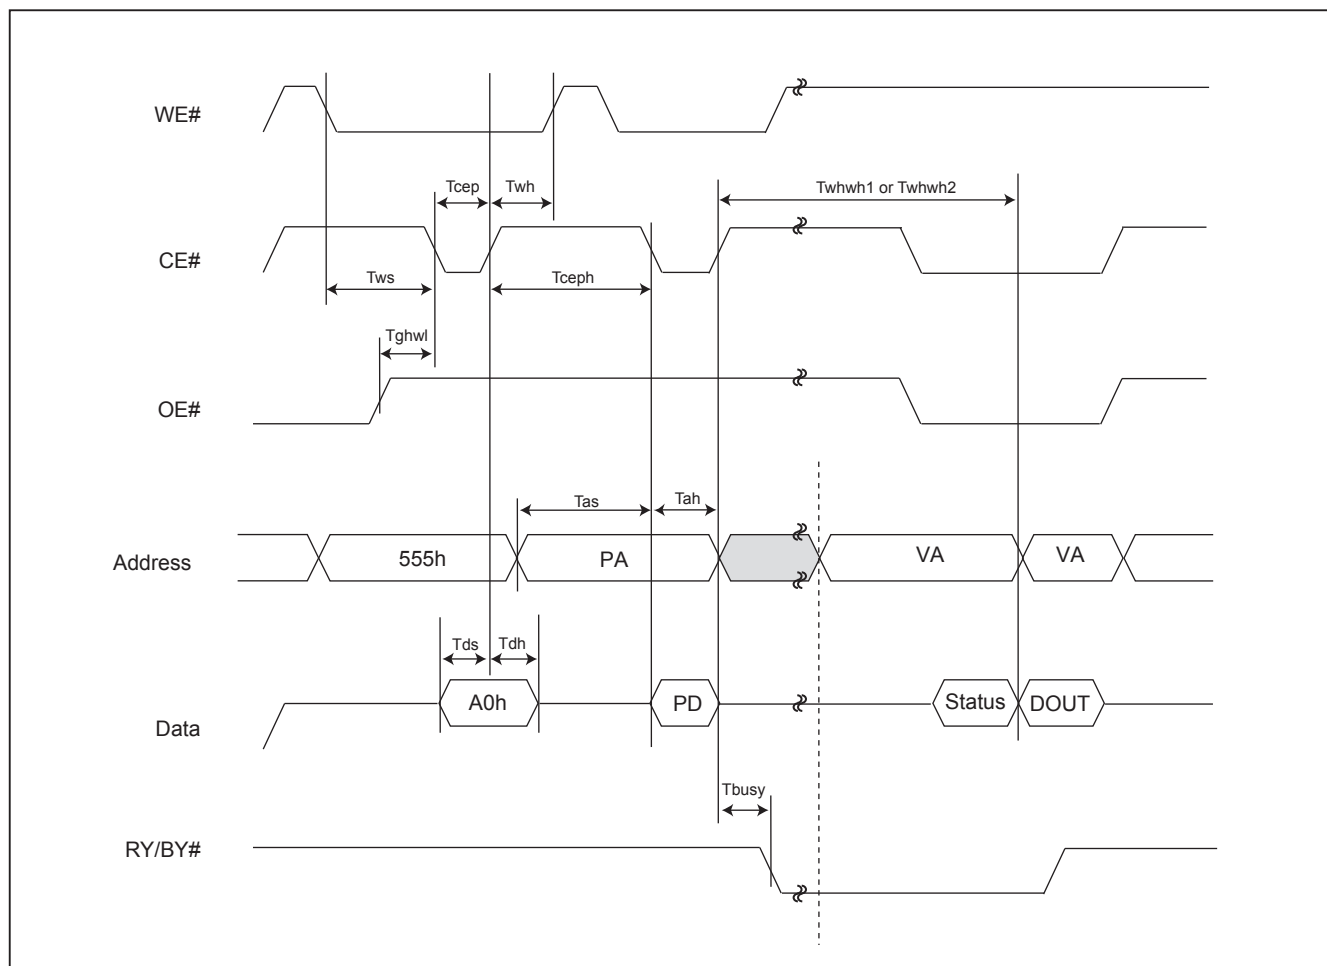 WE#
Tcep
Twh
Twhwh1 or Twhwh2
CE#
Tws
Tceph
Tghwl
OE#
Tas
Tah
Address
555h
PA
VA
VA
Tds
Tdh
Data
A0h
PD
Status
DOUT
Tbusy
RY/BY#